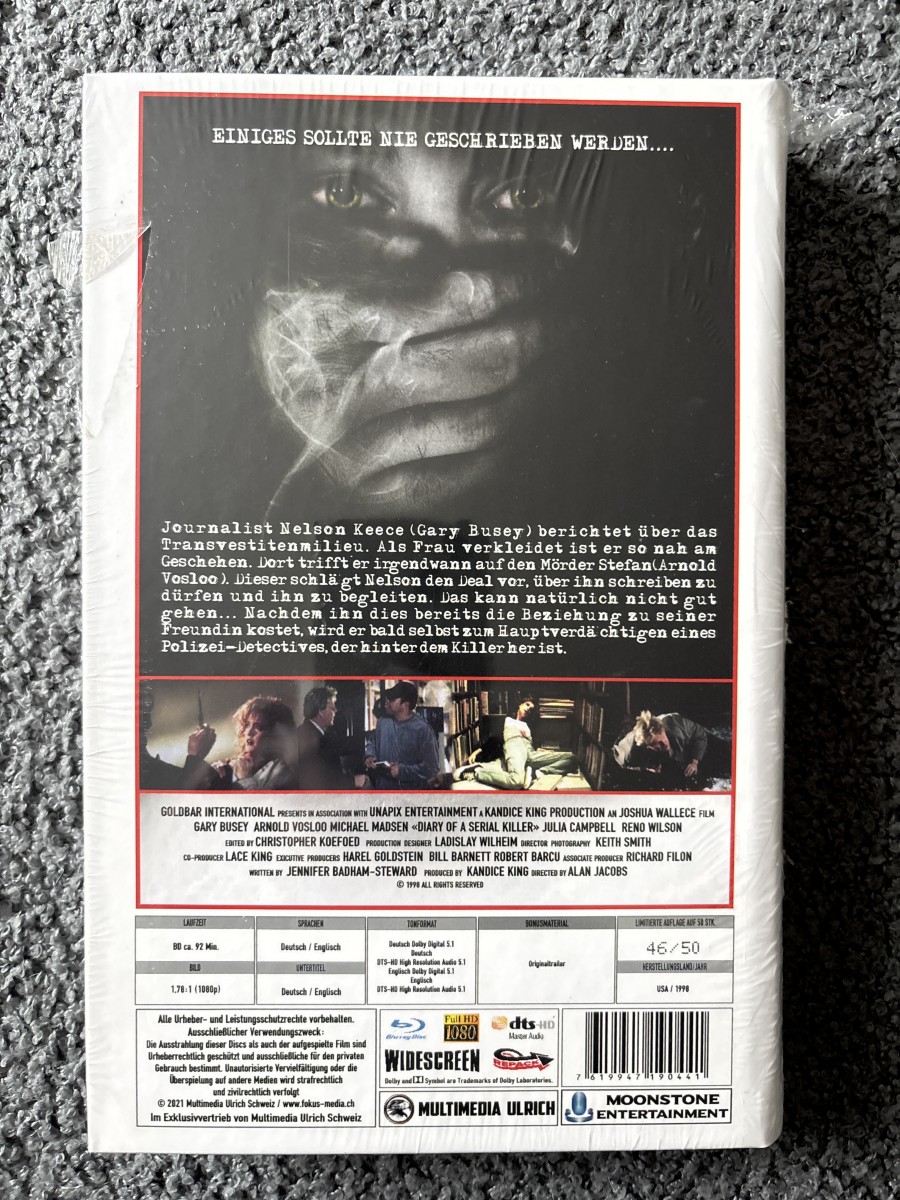 EINIGES SOLLTE NIE GESCHRIEBEN WERDEN....
Journalist Nelson Keece (Gary Busey) berichtet über das
Transvestitenmilieu. Als Frau verkleidet ist er so nah am
Geschehen. Dort trifft er irgendwann auf den Mörder Stefan(Arnold
Vosloo). Dieser schlägt Nelson den Deal vor, über ihn schreiben zu
dürfen und ihn zu begleiten. Das kann natürlich nicht gut
gehen... Nachdem ihn dies bereits die Beziehung zu seiner
Freundin kostet, wird er bald selbst zum Hauptverdächtigen eines
Polizei-Detectives, der hinter dem Killer her ist.
GOLDBAR INTERNATIONAL PRESENTS IN ASSOCIATION WITH UNAPIX ENTERTAINMENT A KANDICE KING PRODUCTION AN JOSHUA WALLECE FILM
GARY BUSEY ARNOLD VOSLOO MICHAEL MADSEN «DIARY OF A SERIAL KILLER» JULIA CAMPBELL RENO WILSON
EDITED BY CHRISTOPHER KOEFOED PRODUCTION DESIGNER LADISLAV WILHEIM DIRECTOR PHOTOGRAPHY KEITH SMITH
CO-PRODUCER LACE KING EXCUTIVE PRODUCERS HAREL GOLDSTEIN BILL BARNETT ROBERT BARCU ASSOCIATE PRODUCER RICHARD FILON
WRITTEN BY JENNIFER BADHAM-STEWARD PRODUCED BY KANDICE KING DIRECTED BY ALAN JACOBS
© 1998 ALL RIGHTS RESERVED
LAUFZEIT SPRACHEN TONFORMAT BONUSMATERIAL LIMITIERTE AUFLAGE AUF 50 STK.
BD ca. 92 Min. Deutsch / Englisch
Deutsch Dolby Digital 5.1
Deutsch
DTS-HD High Resolution Audio 5.1
Englisch Dolby Digital 5.1
Englisch
DTS-HD High Resolution Audio 5.1
Originaltrailer
46/50
BILD UNTERTITEL HERSTELLUNGSLAND/JAHR
1,78:1 (1080p) Deutsch / Englisch USA / 1998
Alle Urheber- und Leistungsschutzrechte vorbehalten.
Ausschließlicher Verwendungszweck:
Die Ausstrahlung dieser Discs als auch der aufgespielte Film sind
Urheberrechtlich geschützt und ausschließliche für den privaten
Gebrauch bestimmt. Unautorisierte Vervielfältigung oder die
Überspielung auf andere Medien wird strafrechtlich
und zivilrechtlich verfolgt
© 2021 Multimedia Ulrich Schweiz / www.fokus-media.ch
Im Exklusivvertrieb von Multimedia Ulrich Schweiz
Blu-ray Disc Full HD 1080 dts-HD
Master Audio
WIDESCREEN REPACK
Dolby and Symbol are Trademarks of Dolby Laboratories.
MULTIMEDIA ULRICH
7 619947 190441
MOONSTONE
ENTERTAINMENT